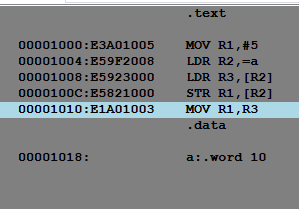 .text
00001000:E3A01005 MOV R1,#5
00001004:E59F2008 LDR R2,=a
00001008:E5923000 LDR R3,[R2]
0000100C:E5821000 STR R1,[R2]
00001010:E1A01003 MOV R1,R3
.data
00001018: a:.word 10